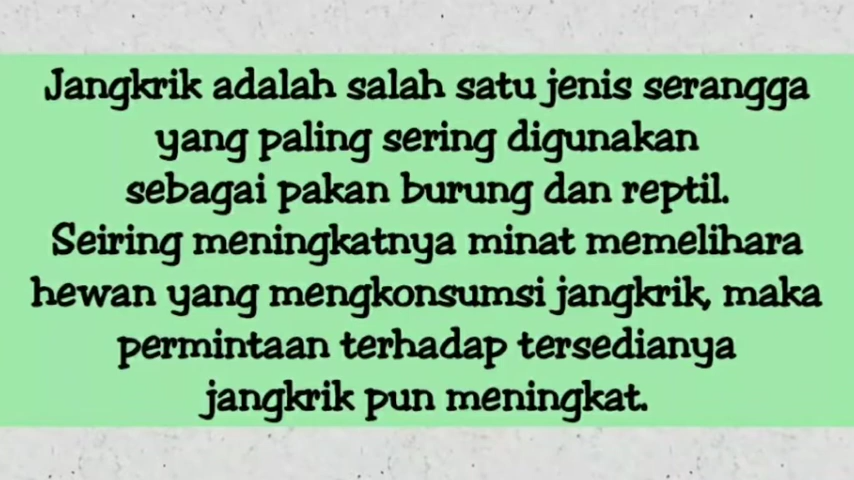 Jangkrik adalah salah satu jenis serangga
yang paling sering digunakan
sebagai pakan burung dan reptil.
Seiring meningkatnya minat memelihara
hewan yang mengkonsumsi jangkrik, maka
permintaan terhadap tersedianya
jangkrik pun meningkat.